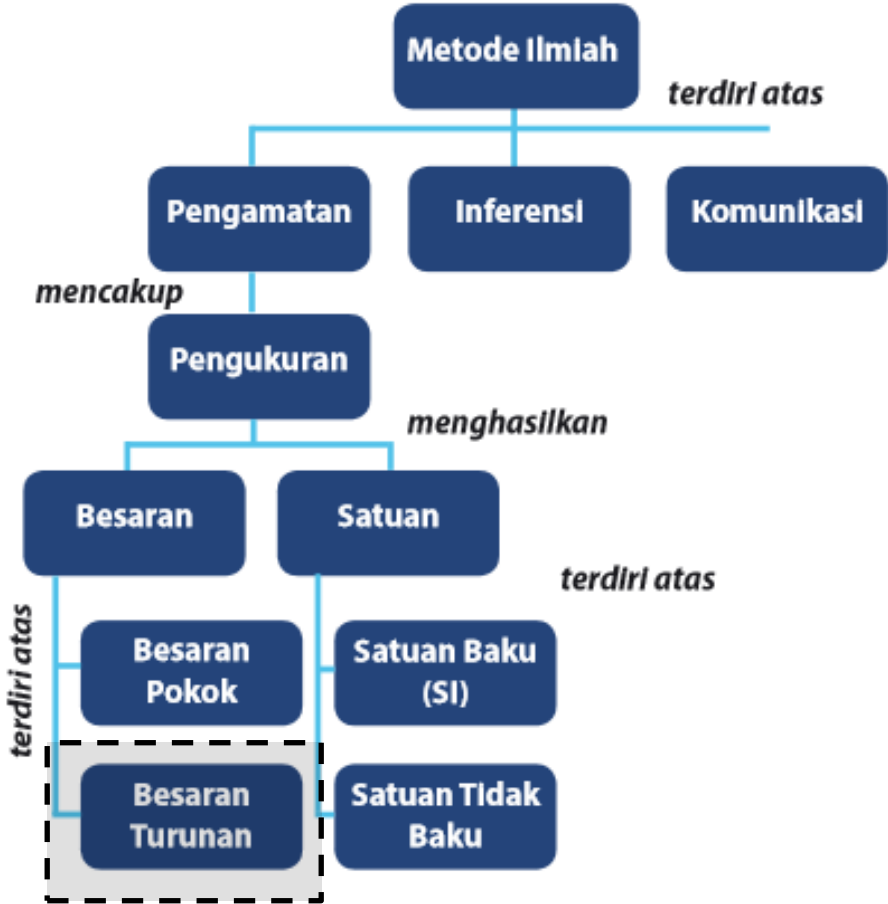 Metode Ilmiah
terdiri atas
Pengamatan
Inferensi
Komunikasi
mencakup
Pengukuran
menghasilkan
Besaran
Satuan
terdiri atas
terdiri atas
Besaran
Pokok
Satuan Baku
(SI)
Besaran
Turunan
Satuan Tidak
Baku